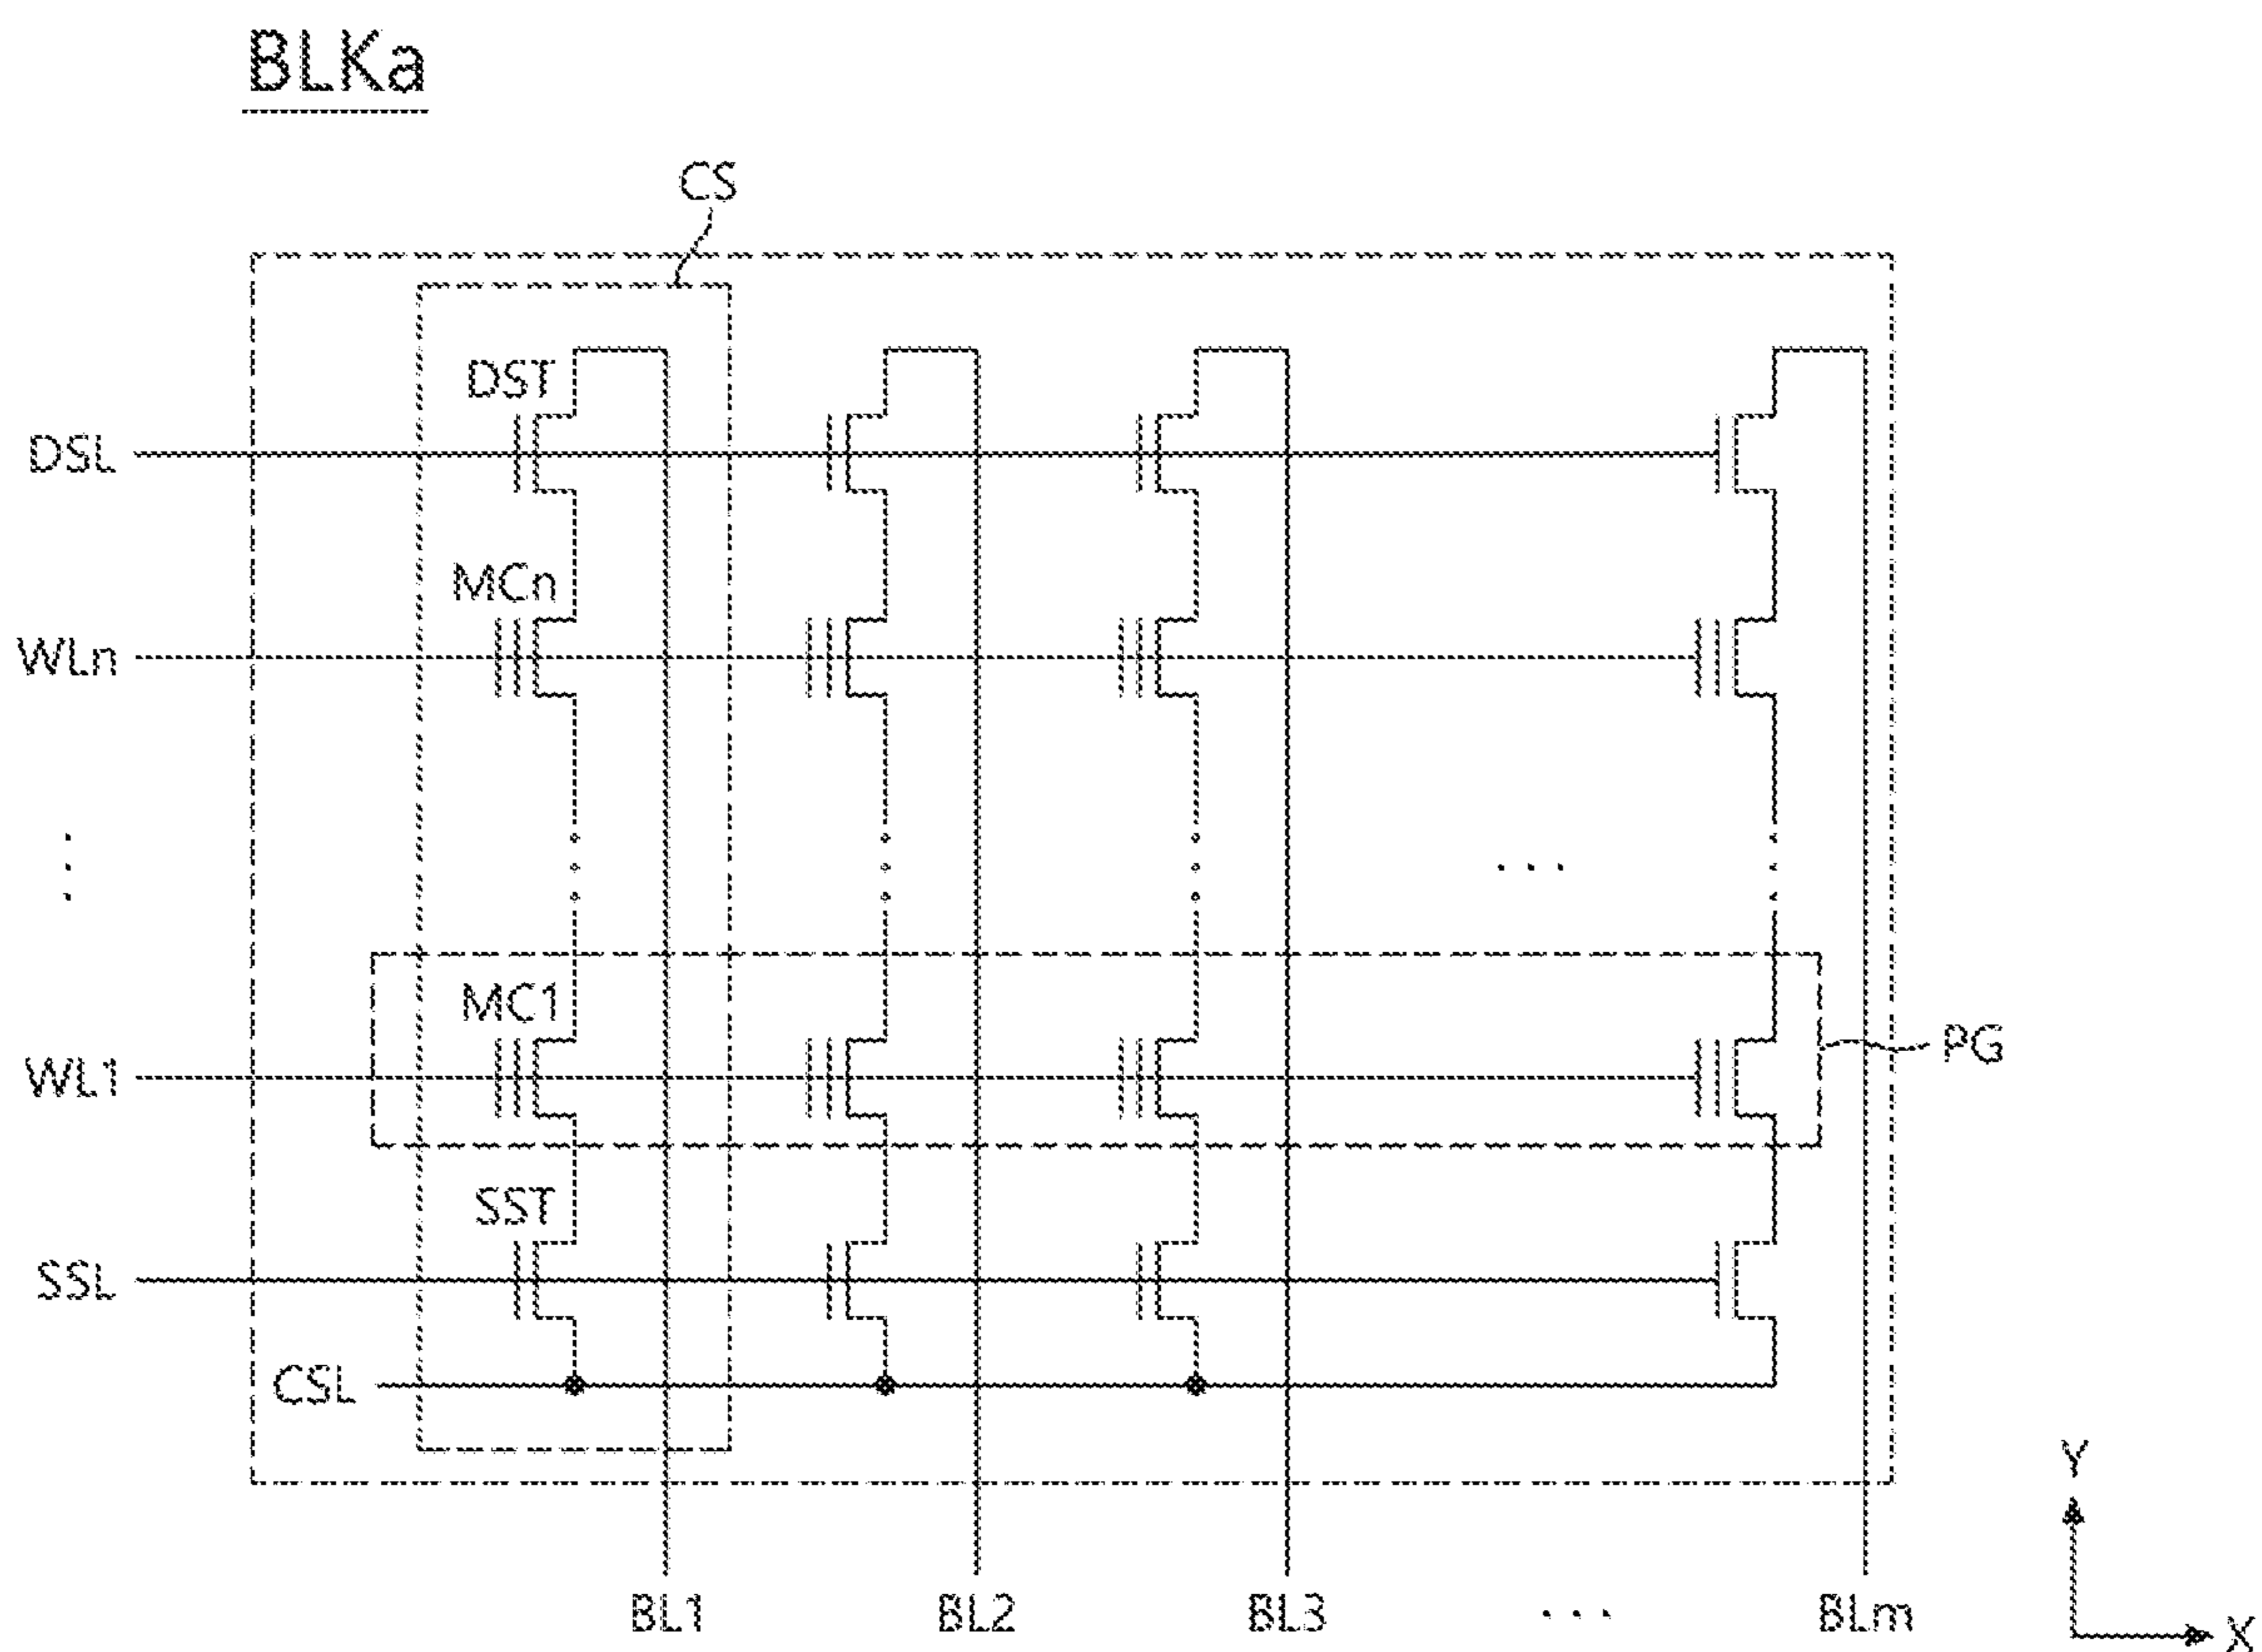 BLKa
CS
DST
DSL
MCn
WLn
⋮
...
MC1
WL1
PG
SST
SSL
CSL
Y
X
BL1 BL2 BL3 ... BLm